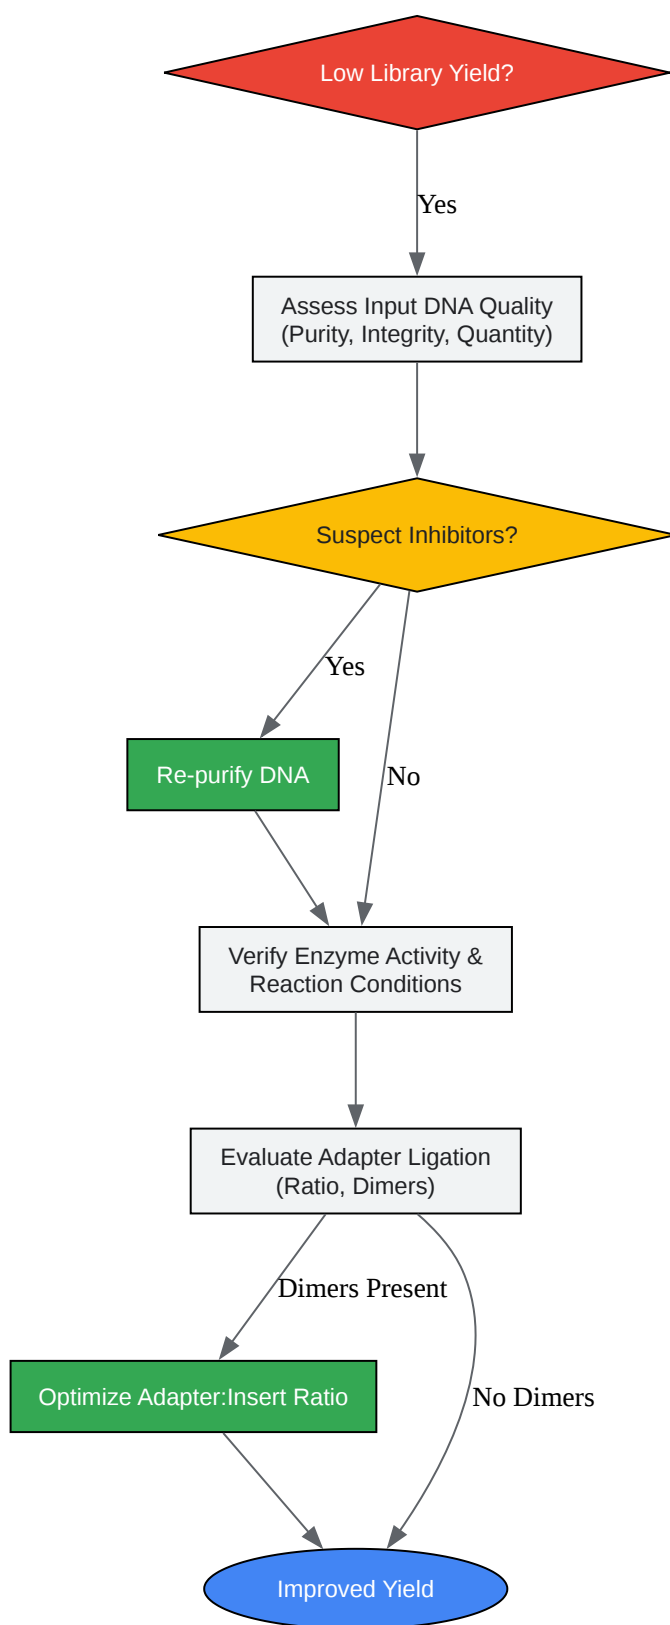 Low Library Yield?
Yes
Assess Input DNA Quality
(Purity, Integrity, Quantity)
Suspect Inhibitors?
Yes
Re-purify DNA
No
Verify Enzyme Activity &
Reaction Conditions
Evaluate Adapter Ligation
(Ratio, Dimers)
Dimers Present
Optimize Adapter:Insert Ratio
No Dimers
Improved Yield